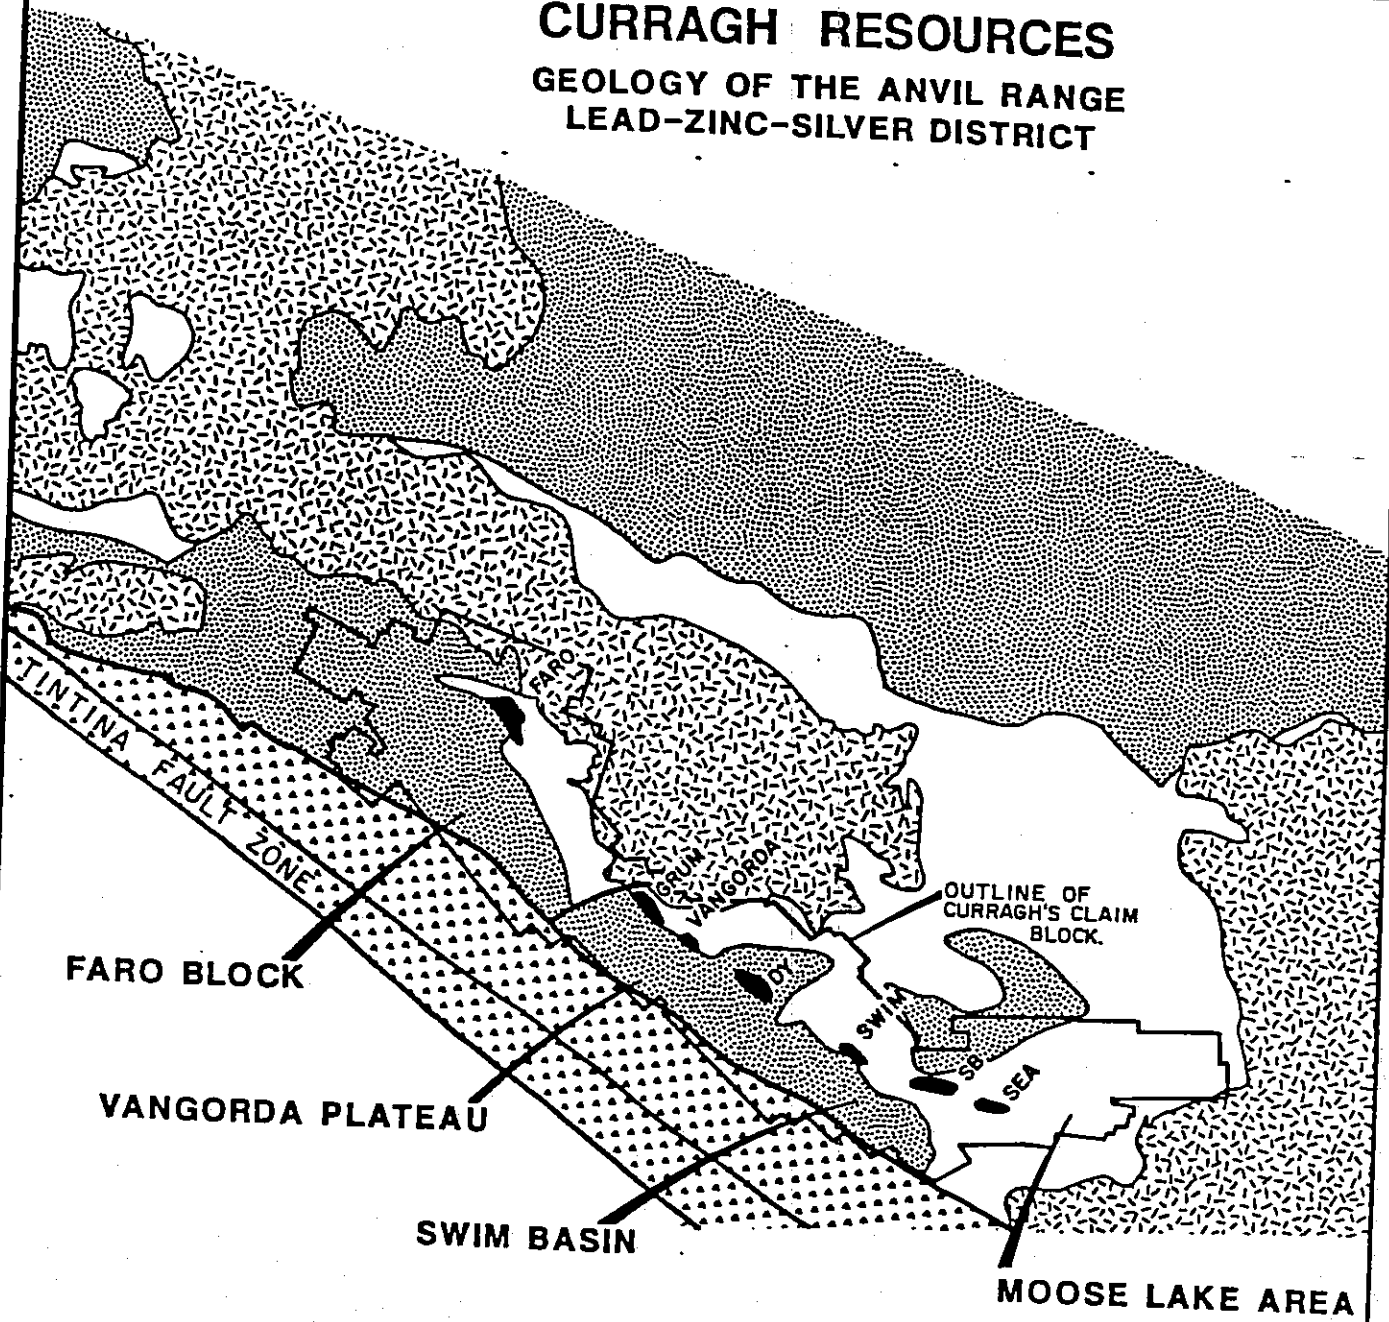 CURRAGH RESOURCES
GEOLOGY OF THE ANVIL RANGE
LEAD-ZINC-SILVER DISTRICT
FARO
TINTINA FAULT ZONE
GRUM
VANGORDA
OUTLINE OF
CURRAGH'S CLAIM
BLOCK.
FARO BLOCK
DY
SWIM
SB
SEA
VANGORDA PLATEAU
SWIM BASIN
MOOSE LAKE AREA